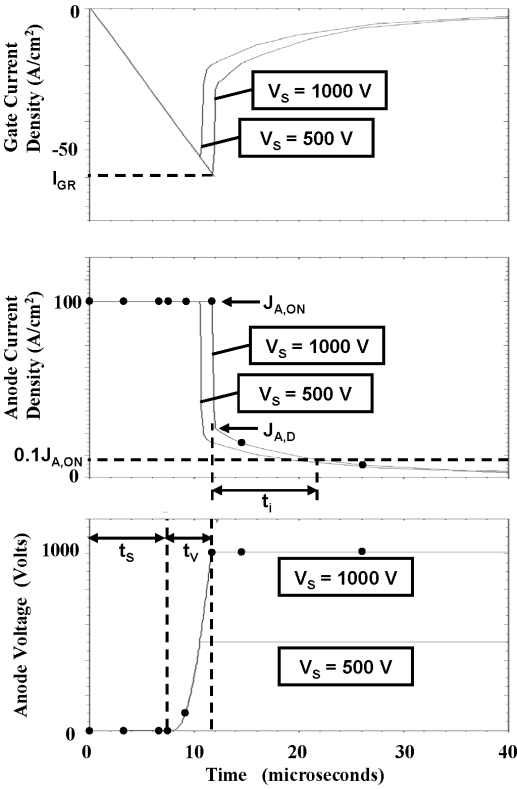 0
Gate Current
Density (A/cm²)
V_S = 1000 V
V_S = 500 V
-50
I_GR
100
J_A,ON
Anode Current
Density (A/cm²)
V_S = 1000 V
V_S = 500 V
J_A,D
0.1J_A,ON
0
t_i
t_S t_V
1000
Anode Voltage (Volts)
V_S = 1000 V
V_S = 500 V
0
0 10 20 30 40
Time (microseconds)